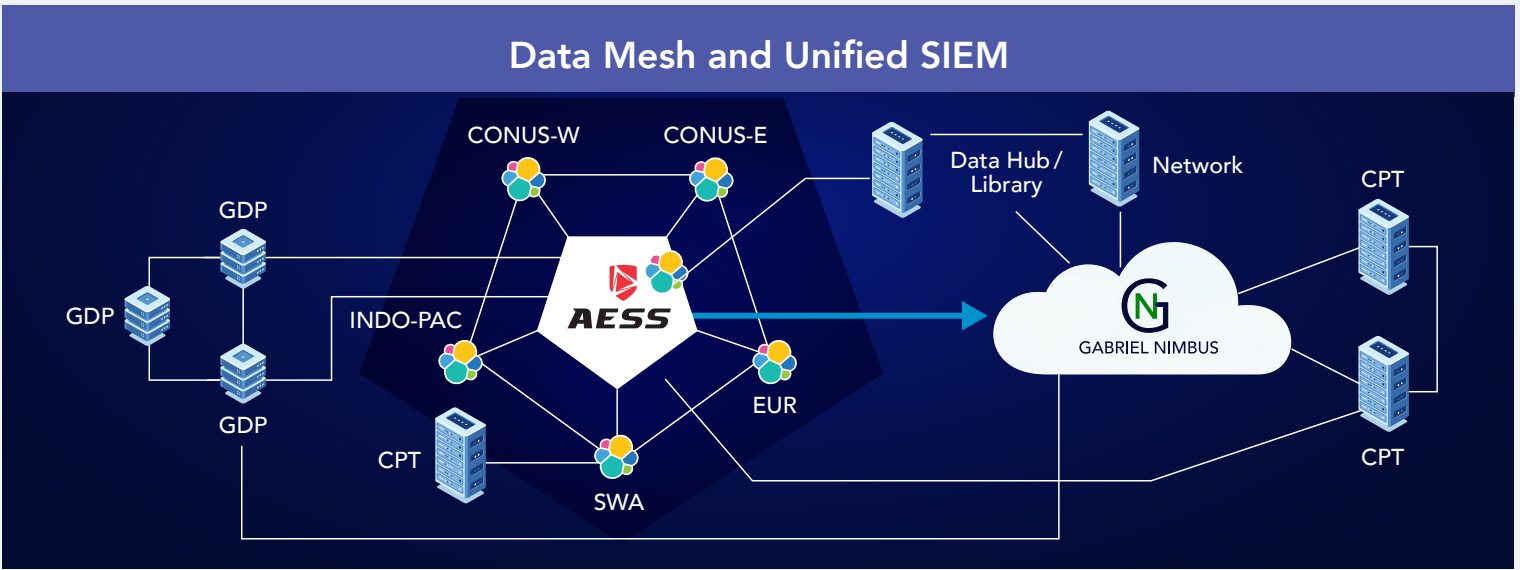 Data Mesh and Unified SIEM
CONUS-W
CONUS-E
Data Hub /
Library
Network
CPT
GDP
GDP
INDO-PAC
AESS
GN
GABRIEL NIMBUS
GDP
EUR
CPT
SWA
CPT